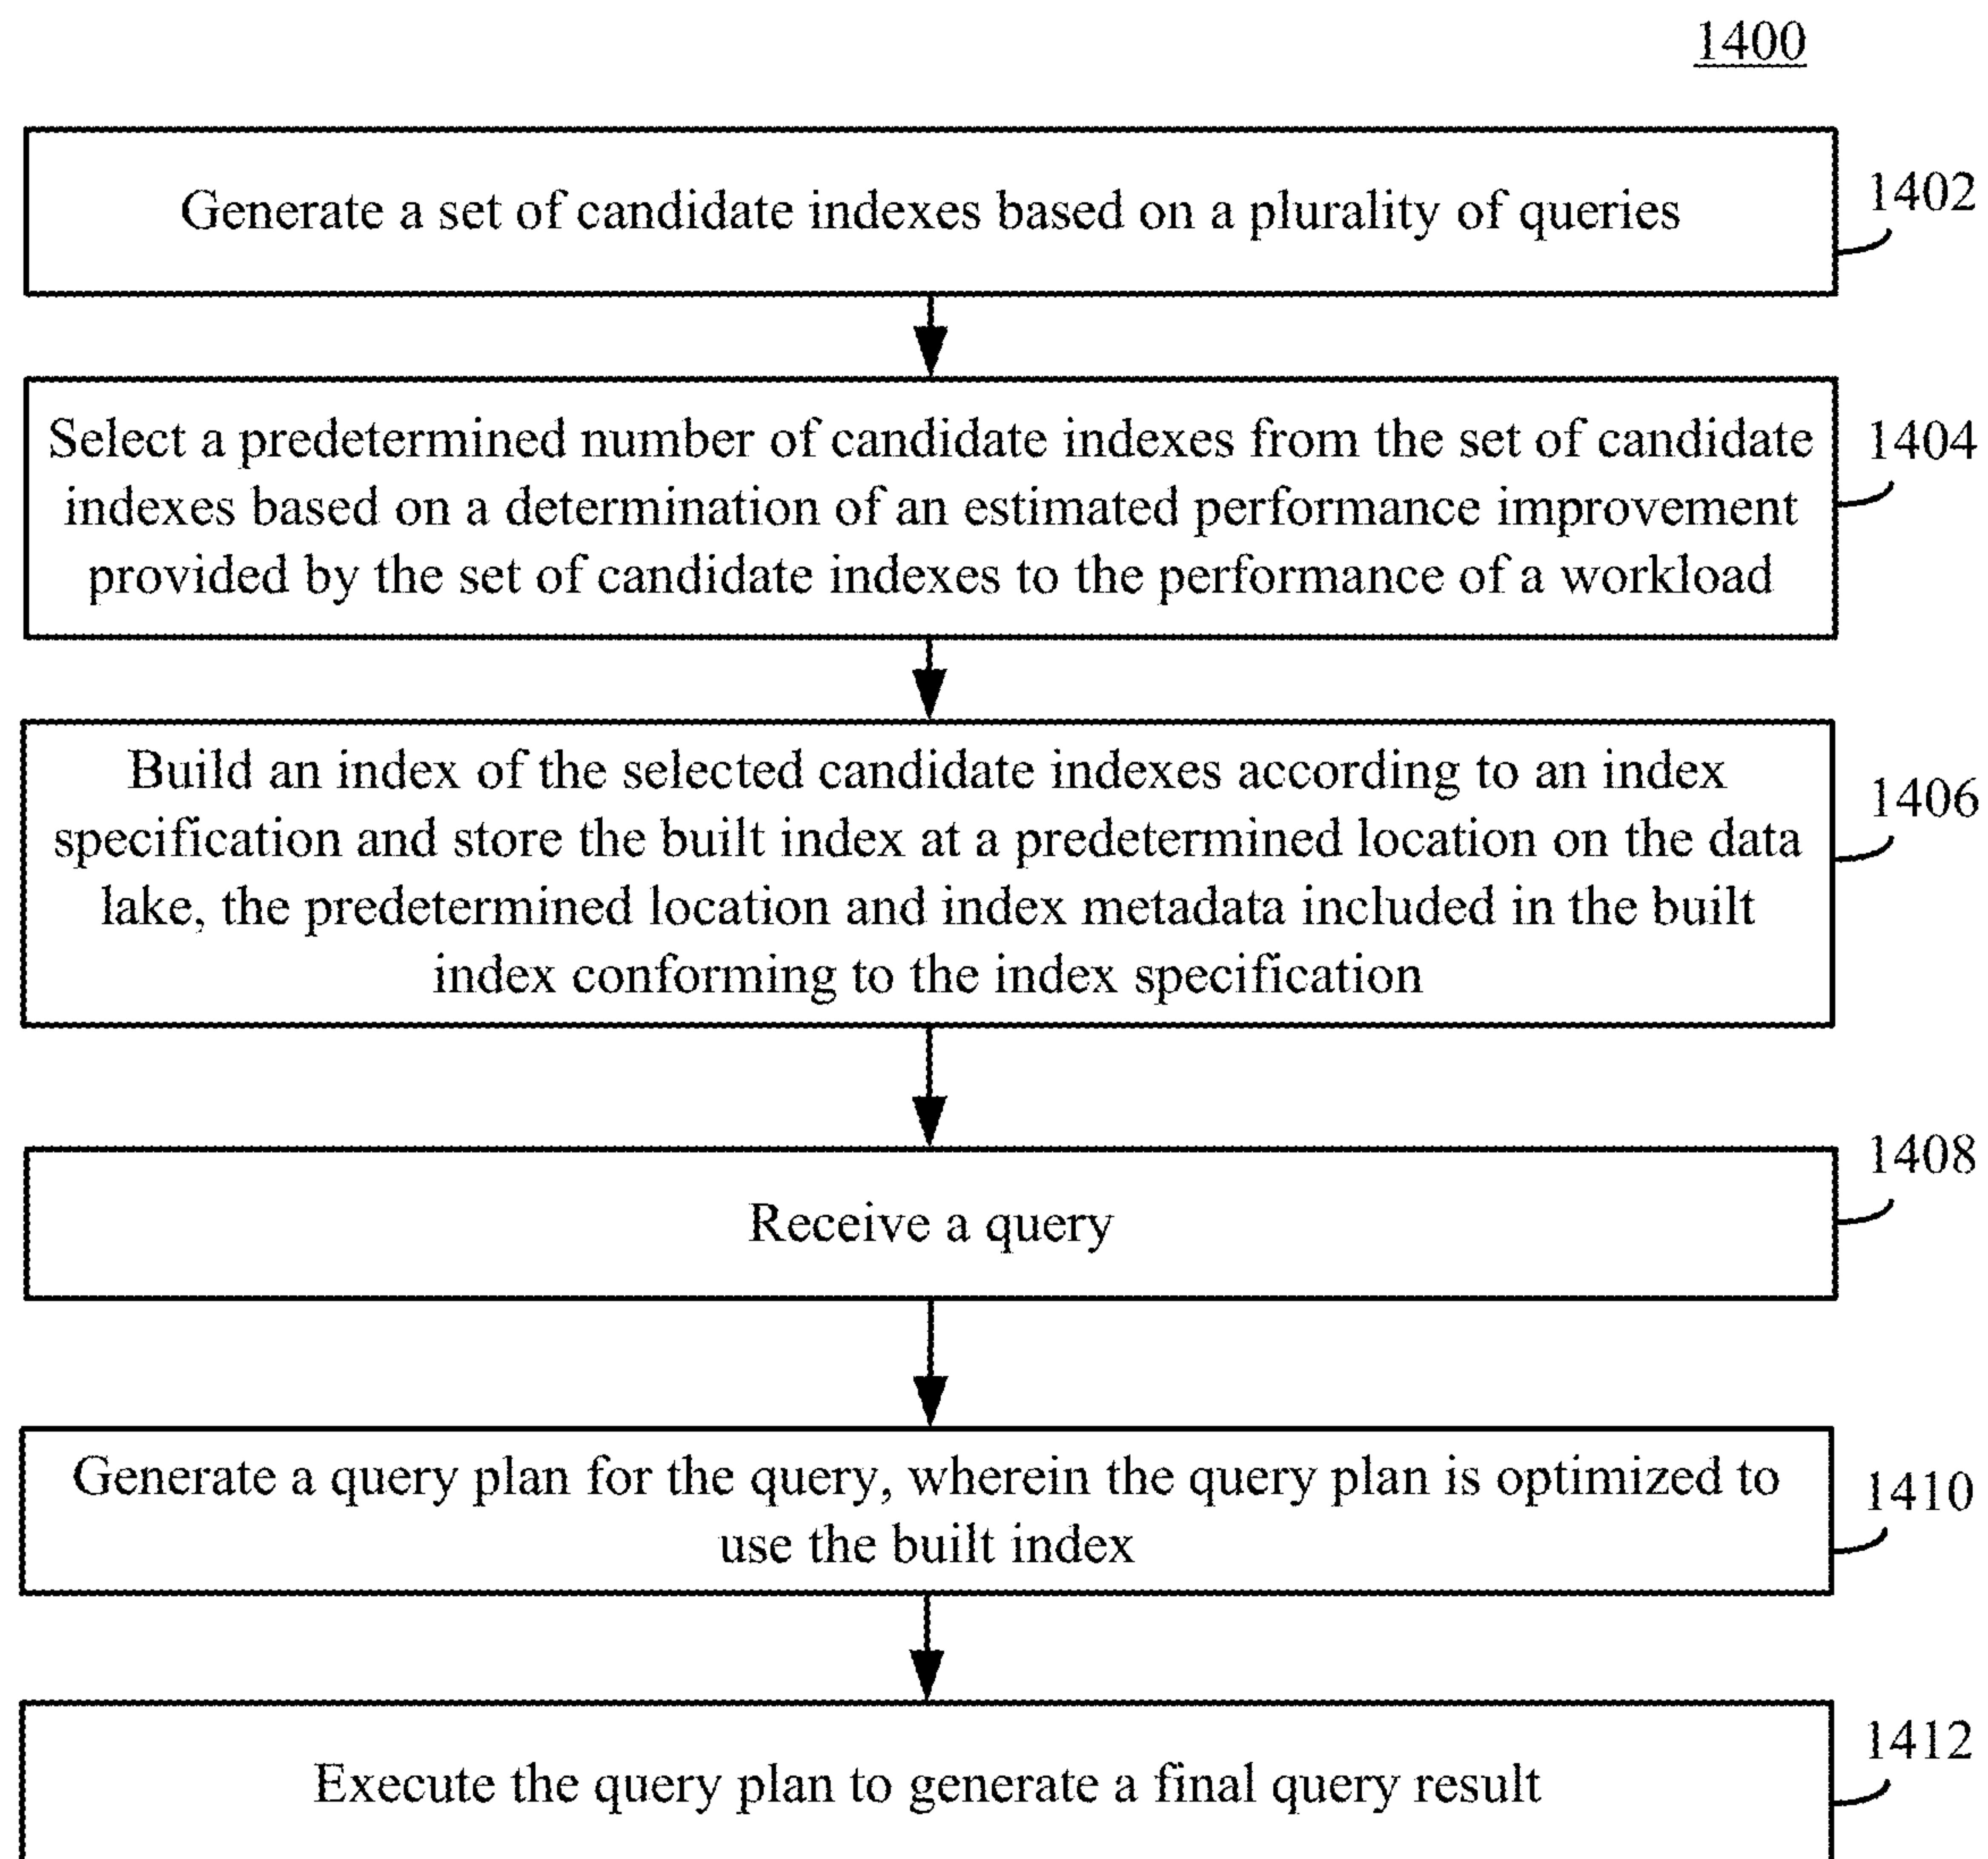 1400
Generate a set of candidate indexes based on a plurality of queries
1402
Select a predetermined number of candidate indexes from the set of candidate
indexes based on a determination of an estimated performance improvement
provided by the set of candidate indexes to the performance of a workload
1404
Build an index of the selected candidate indexes according to an index
specification and store the built index at a predetermined location on the data
lake, the predetermined location and index metadata included in the built
index conforming to the index specification
1406
Receive a query
1408
Generate a query plan for the query, wherein the query plan is optimized to
use the built index
1410
Execute the query plan to generate a final query result
1412